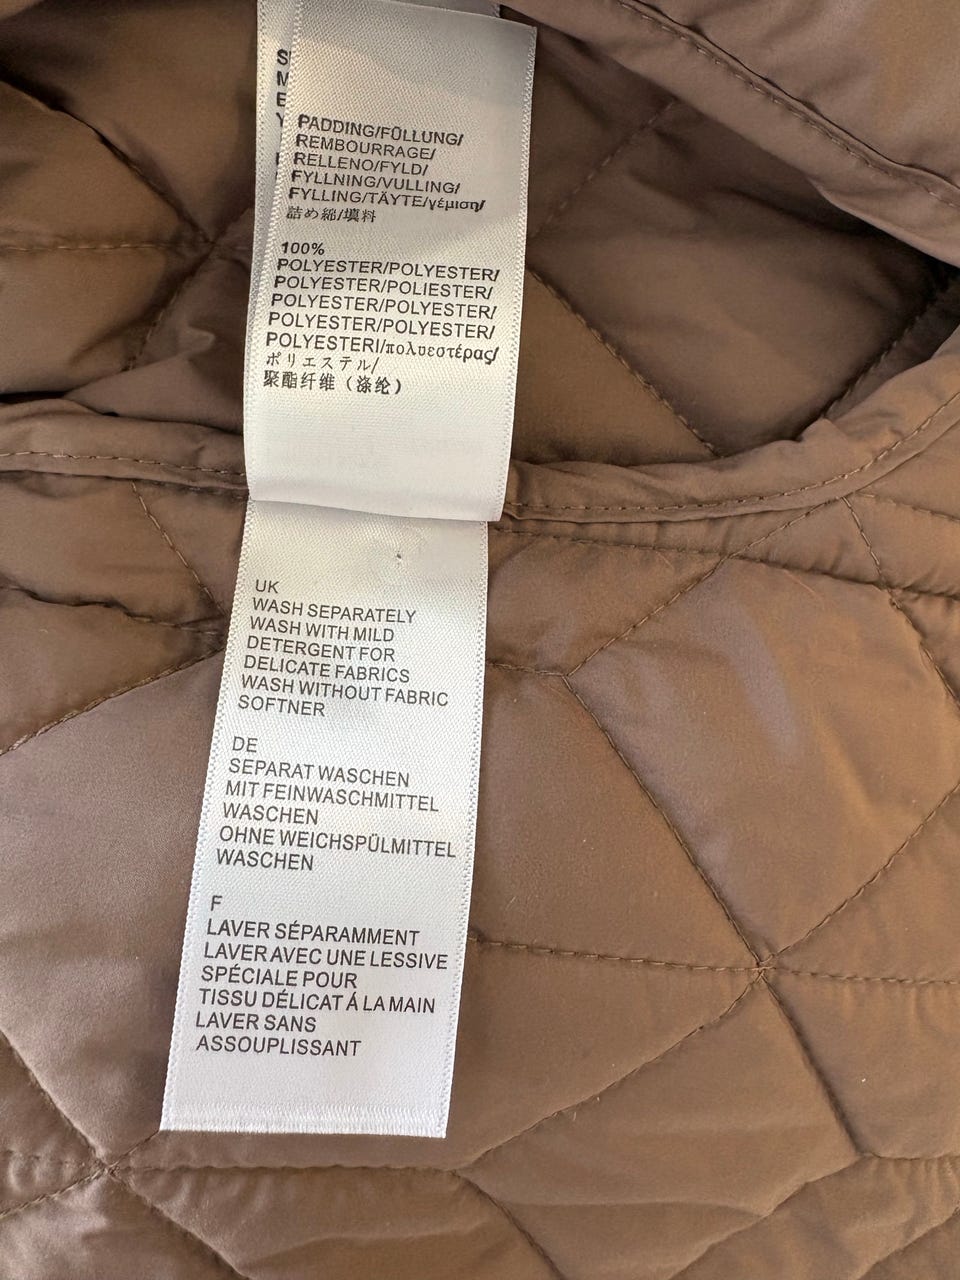 PADDING/FÜLLUNG/
REMBOURRAGE/
RELLENO/FYLD/
FYLLNING/VULLING/
FYLLING/TÄYTE/γέμιση/
詰め綿/填料
100%
POLYESTER/POLYESTER/
POLYESTER/POLIESTER/
POLYESTER/POLYESTER/
POLYESTER/POLYESTER/
POLYESTERI/πολυεστέρας/
ポリエステル/
聚酯纤维（涤纶）
UK
WASH SEPARATELY
WASH WITH MILD
DETERGENT FOR
DELICATE FABRICS
WASH WITHOUT FABRIC
SOFTNER
DE
SEPARAT WASCHEN
MIT FEINWASCHMITTEL
WASCHEN
OHNE WEICHSPÜLMITTEL
WASCHEN
F
LAVER SÉPARAMMENT
LAVER AVEC UNE LESSIVE
SPÉCIALE POUR
TISSU DÉLICAT Á LA MAIN
LAVER SANS
ASSOUPLISSANT